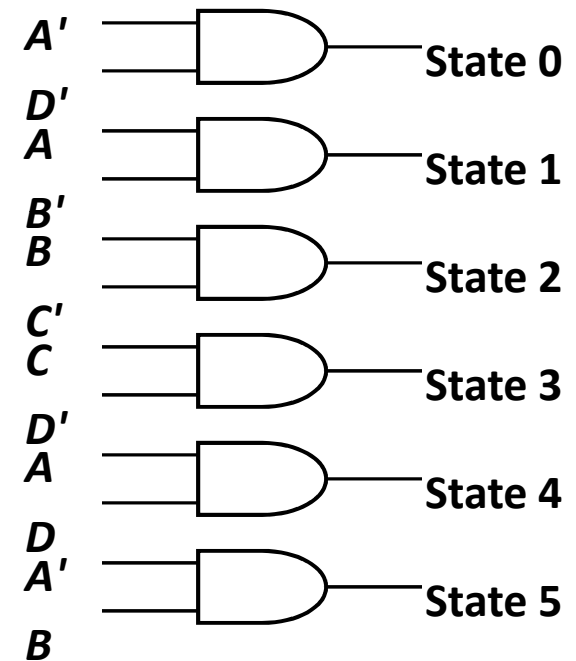 A'
State 0
D'
A
State 1
B'
B
State 2
C'
C
State 3
D'
A
State 4
D
A'
State 5
B